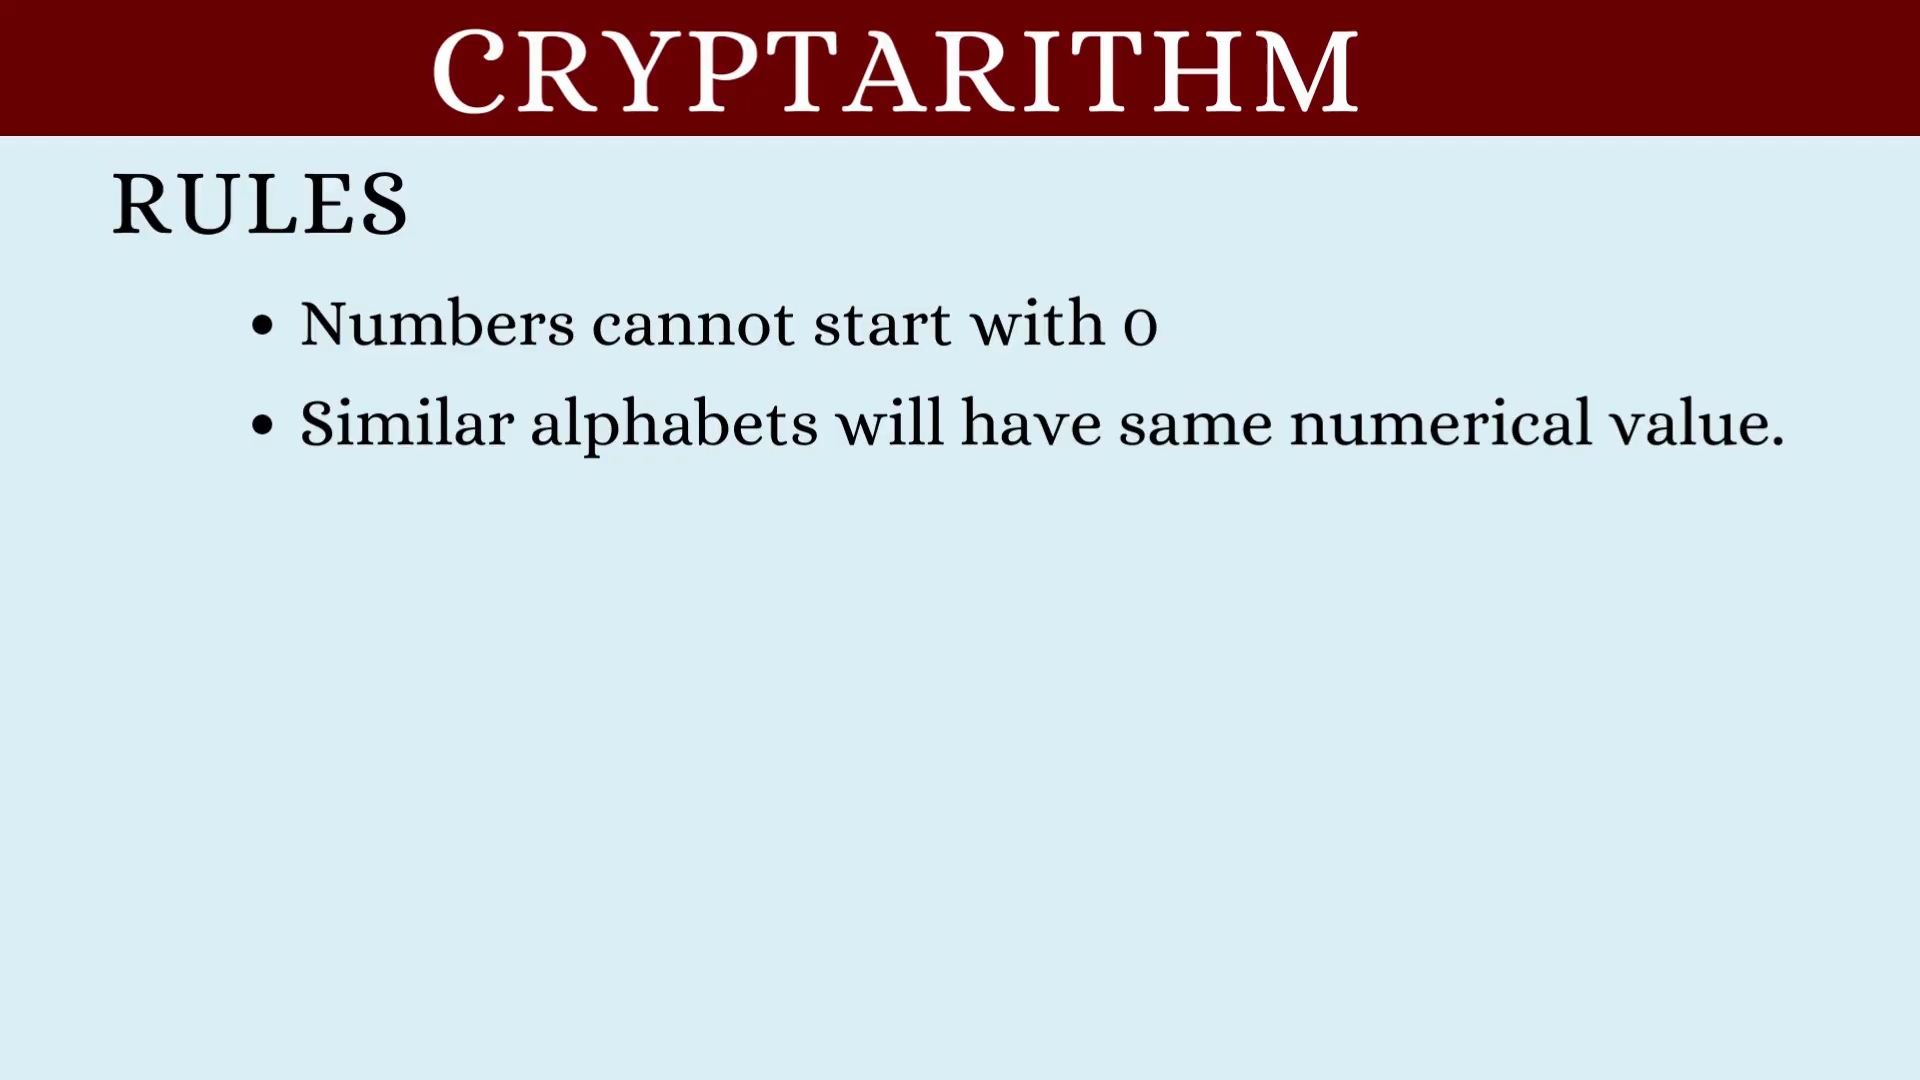 CRYPTARITHM
RULES
• Numbers cannot start with 0
• Similar alphabets will have same numerical value.